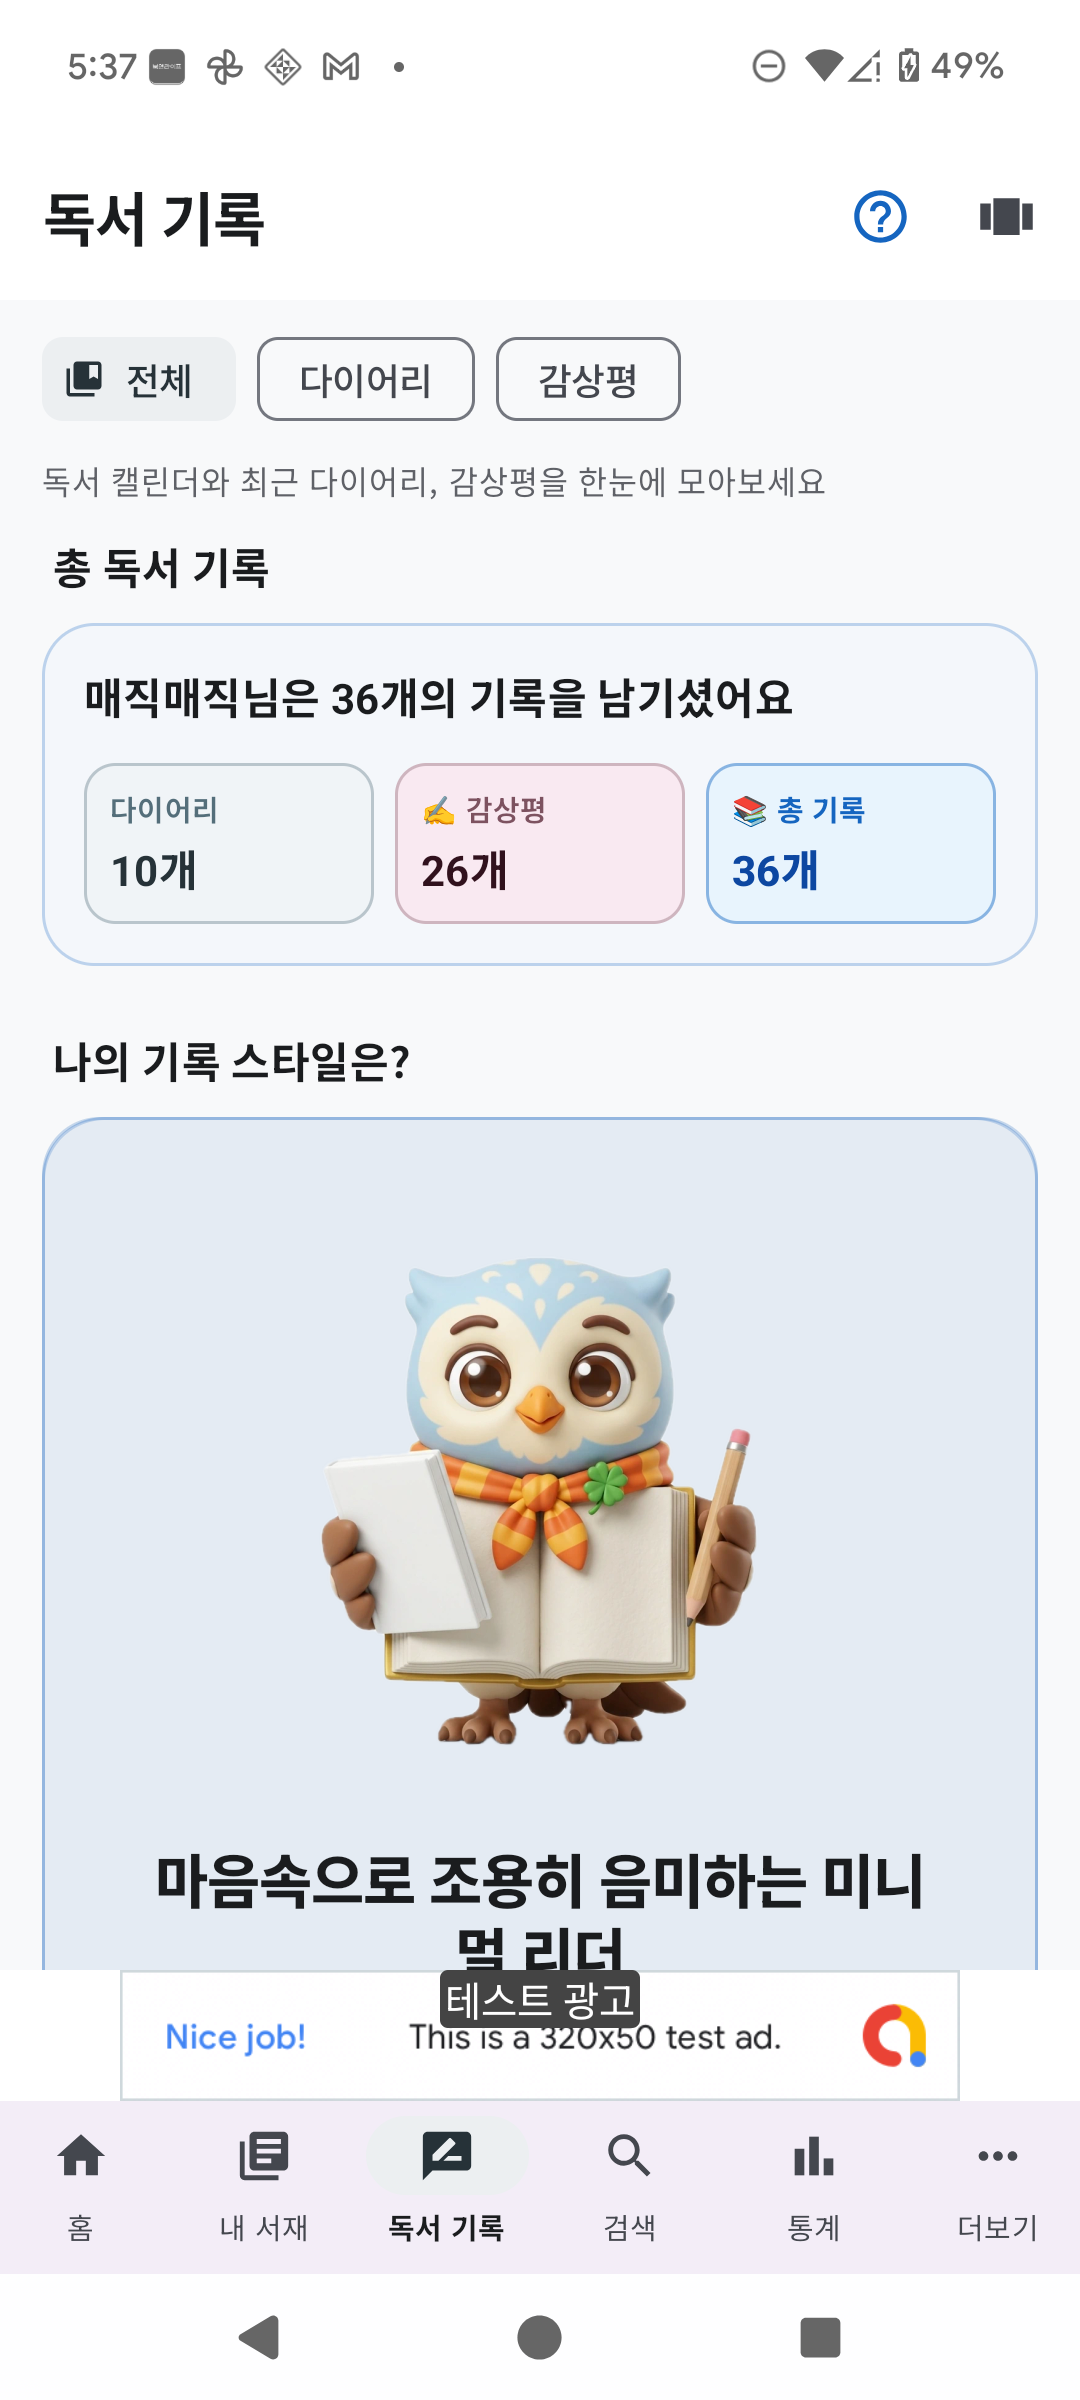 5:37
49%
독서 기록
전체
다이어리
감상평
독서 캘린더와 최근 다이어리, 감상평을 한눈에 모아보세요
총 독서 기록
매직매직님은 36개의 기록을 남기셨어요
다이어리
10개
✍️ 감상평
26개
📚 총 기록
36개
나의 기록 스타일은?
마음속으로 조용히 음미하는 미니
멀 리더
테스트 광고
Nice job!
This is a 320x50 test ad.
홈
내 서재
독서 기록
검색
통계
더보기